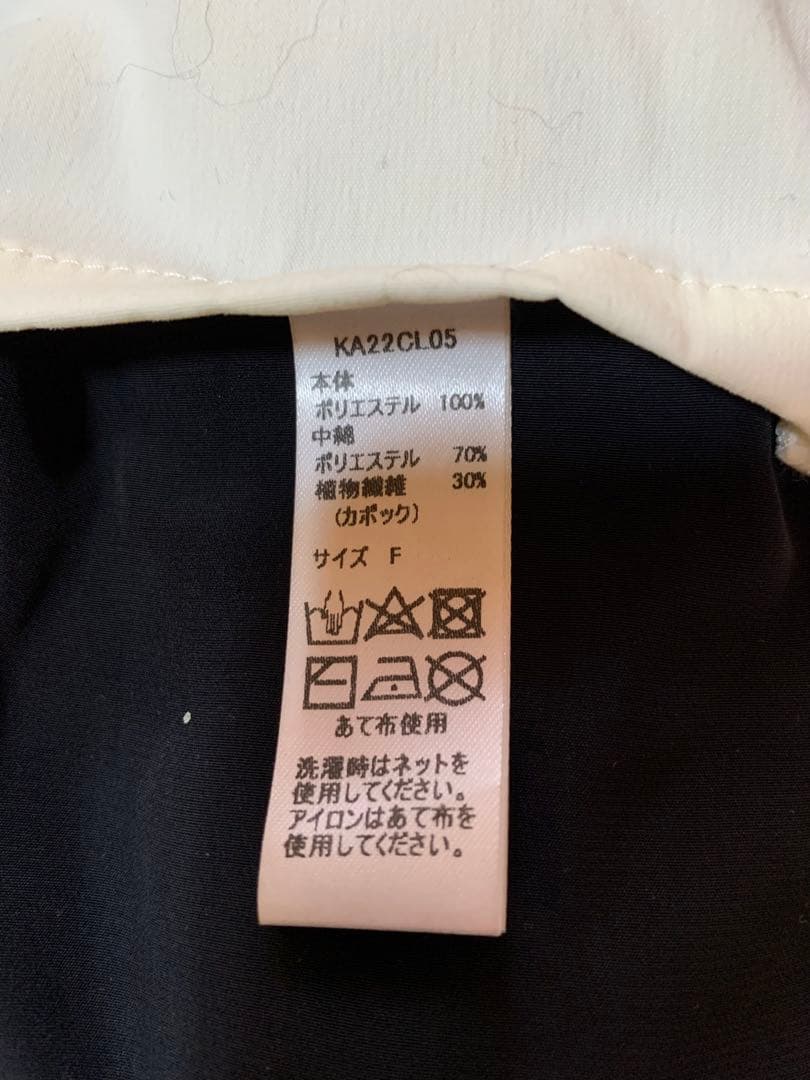 KA22CL05
本体
ポリエステル 100%
中綿
ポリエステル 70%
植物繊維 30%
(カポック)
サイズ F
あて布使用
洗濯時はネットを
使用してください。
アイロンはあて布を
使用してください。